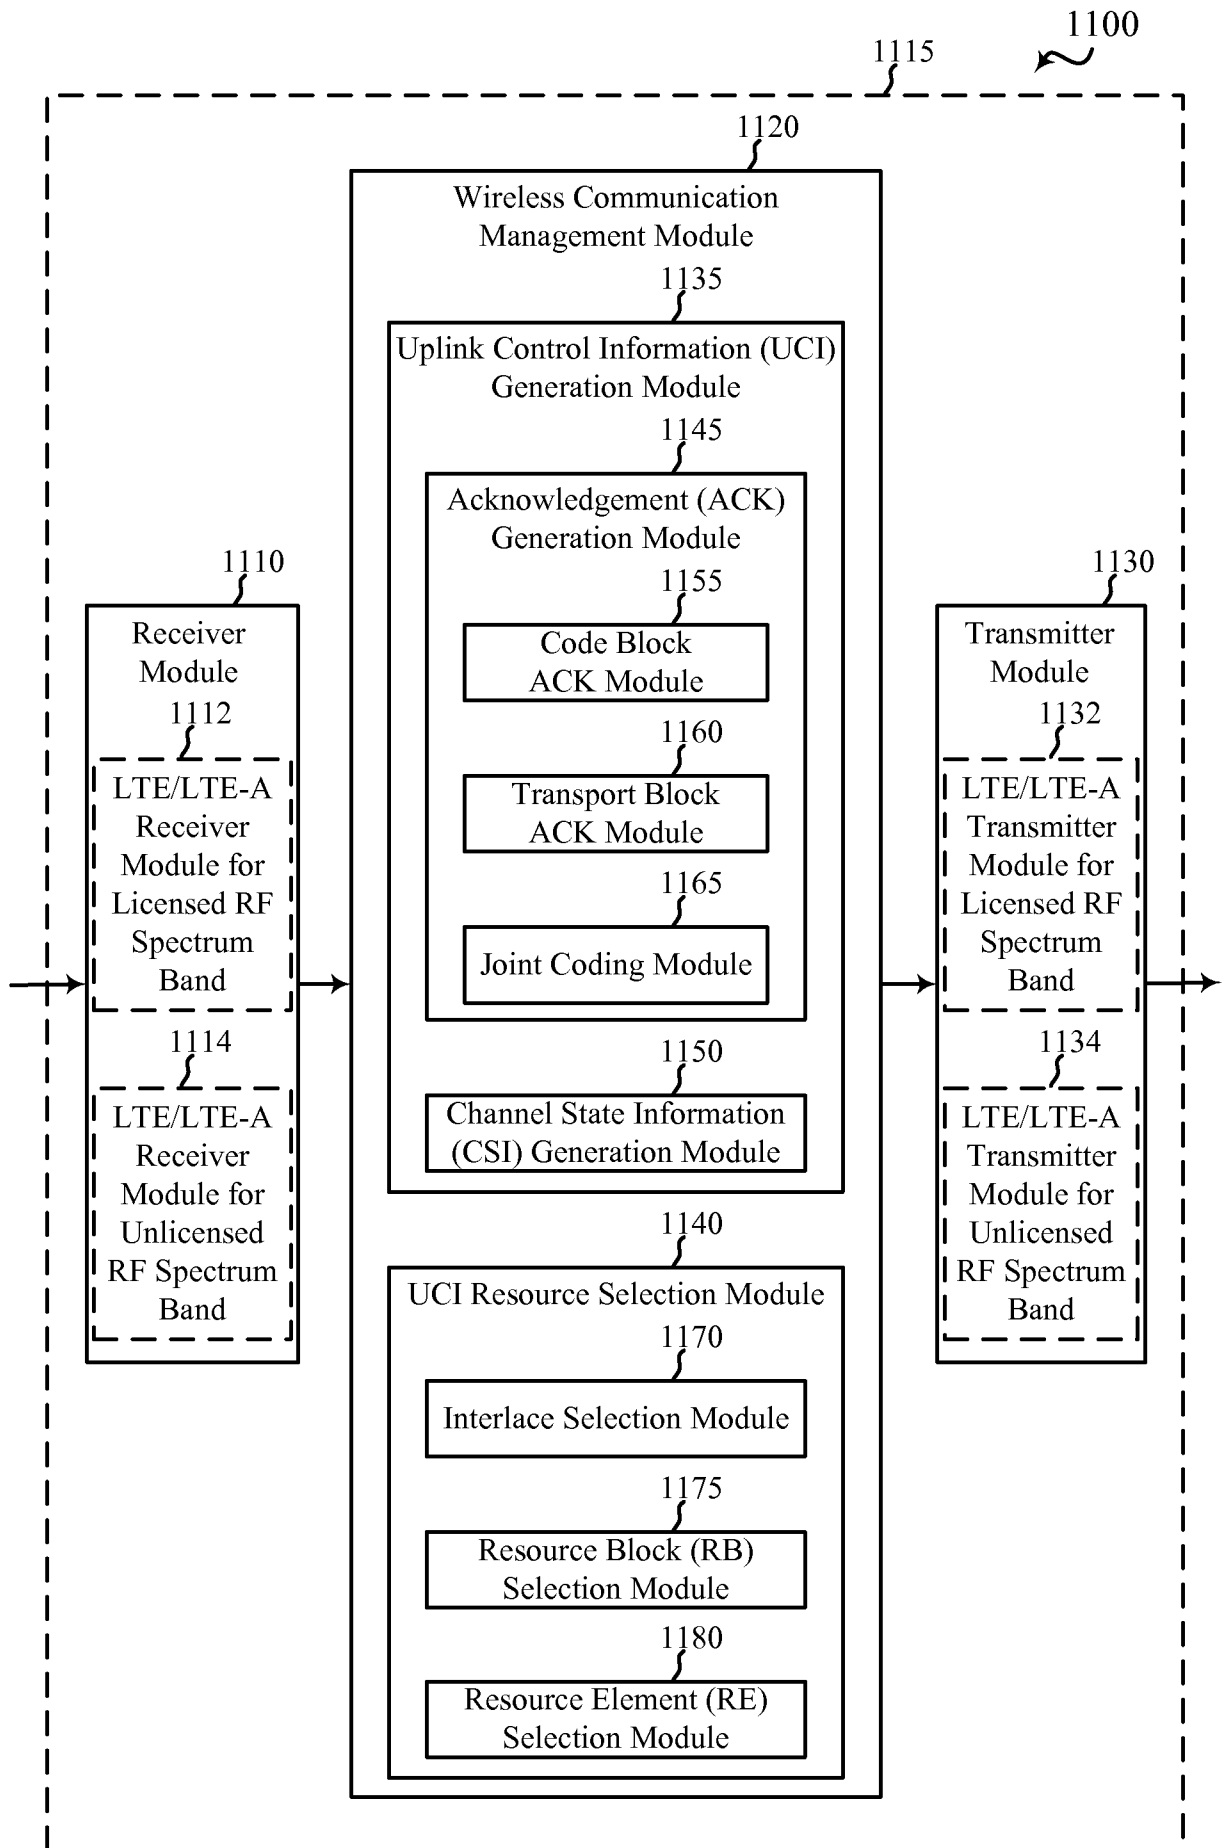 1100
1115
1120
Wireless Communication
Management Module
1135
Uplink Control Information (UCI)
Generation Module
1145
Acknowledgement (ACK)
Generation Module
1155
Code Block
ACK Module
1160
Transport Block
ACK Module
1165
Joint Coding Module
1150
Channel State Information
(CSI) Generation Module
1140
UCI Resource Selection Module
1170
Interlace Selection Module
1175
Resource Block (RB)
Selection Module
1180
Resource Element (RE)
Selection Module
1110
Receiver
Module
1112
LTE/LTE-A
Receiver
Module for
Licensed RF
Spectrum
Band
1114
LTE/LTE-A
Receiver
Module for
Unlicensed
RF Spectrum
Band
1130
Transmitter
Module
1132
LTE/LTE-A
Transmitter
Module for
Licensed RF
Spectrum
Band
1134
LTE/LTE-A
Transmitter
Module for
Unlicensed
RF Spectrum
Band